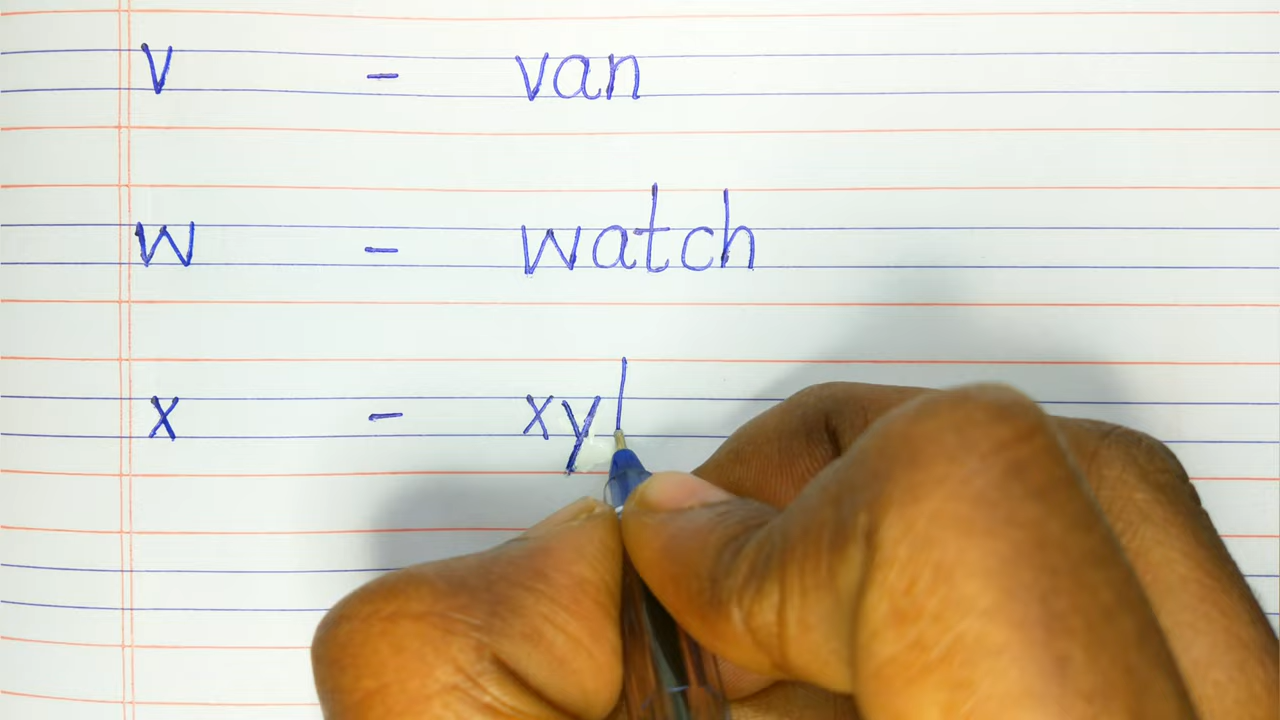 v - van
w - watch
x - xyl